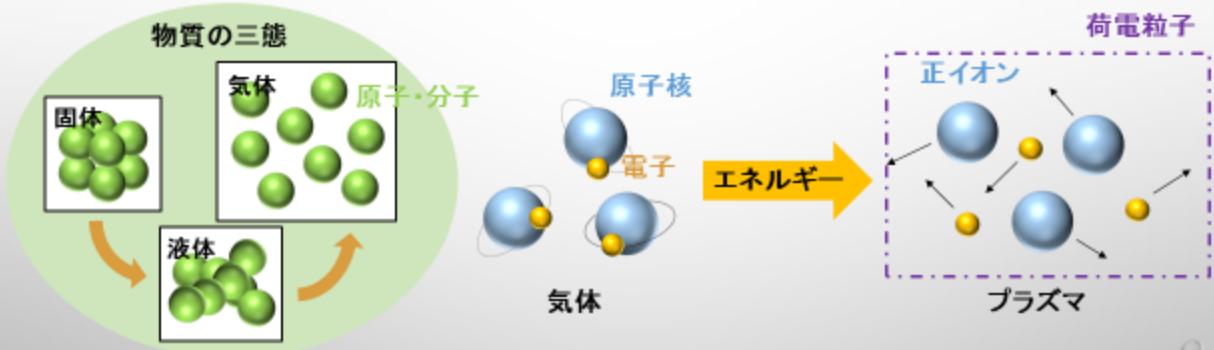 物質の三態
固体
気体
原子・分子
液体
原子核
電子
気体
エネルギー
荷電粒子
正イオン
プラズマ